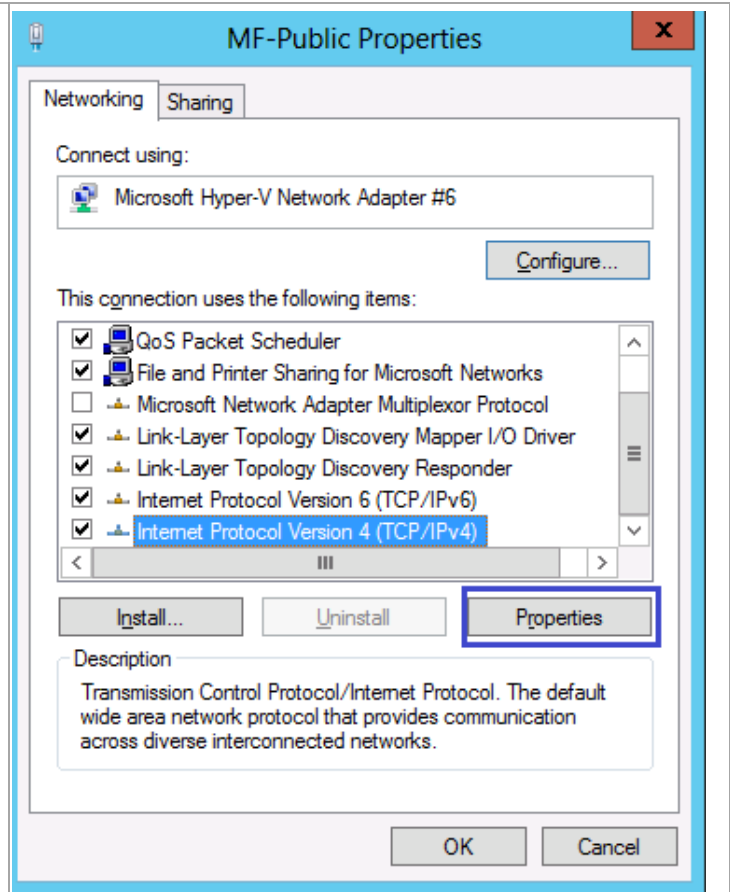 MF-Public Properties
x
Networking
Sharing
Connect using:
Microsoft Hyper-V Network Adapter #6
Configure...
This connection uses the following items:
QoS Packet Scheduler
File and Printer Sharing for Microsoft Networks
Microsoft Network Adapter Multiplexor Protocol
Link-Layer Topology Discovery Mapper I/O Driver
Link-Layer Topology Discovery Responder
Internet Protocol Version 6 (TCP/IPv6)
Internet Protocol Version 4 (TCP/IPv4)
Install...
Uninstall
Properties
Description
Transmission Control Protocol/Internet Protocol. The default
wide area network protocol that provides communication
across diverse interconnected networks.
OK
Cancel